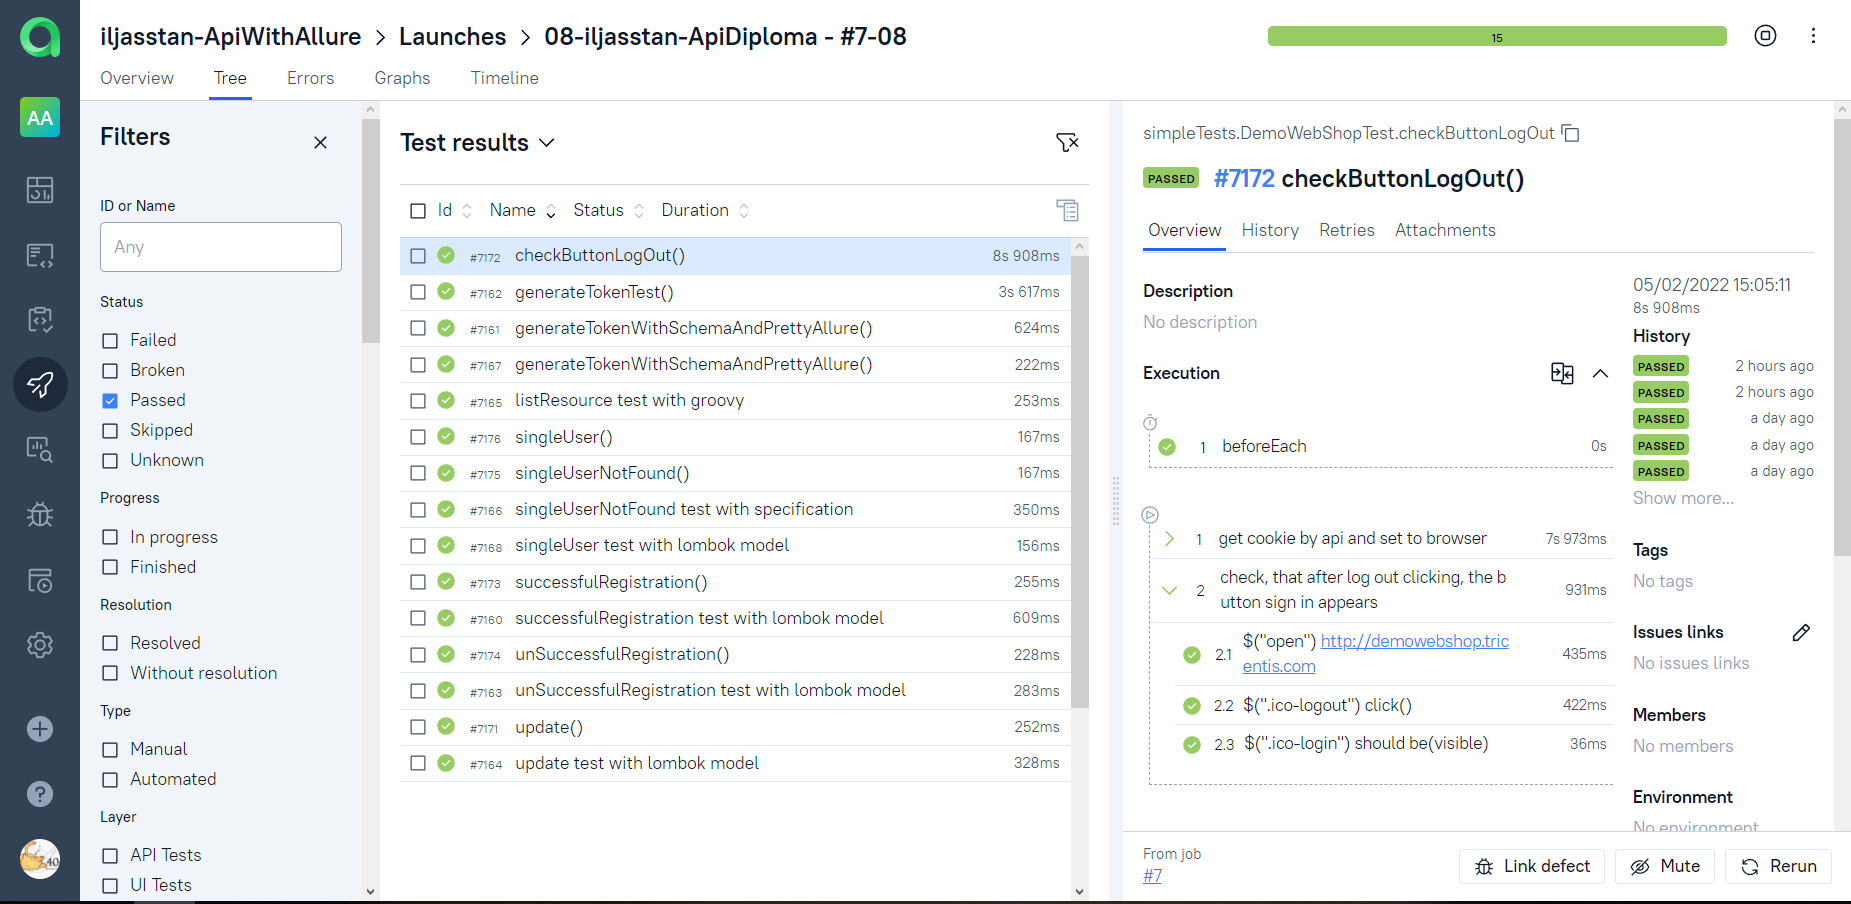 iljasstan-ApiWithAllure > Launches > 08-iljasstan-ApiDiploma - #7-08
15
Overview Tree Errors Graphs Timeline
AA
Filters
ID or Name
Any
Status
Failed
Broken
Passed
Skipped
Unknown
Progress
In progress
Finished
Resolution
Resolved
Without resolution
Type
Manual
Automated
Layer
API Tests
UI Tests
Test results
Id Name Status Duration
#7172 checkButtonLogOut() 8s 908ms
#7162 generateTokenTest() 3s 617ms
#7161 generateTokenWithSchemaAndPrettyAllure() 624ms
#7167 generateTokenWithSchemaAndPrettyAllure() 222ms
#7165 listResource test with groovy 253ms
#7176 singleUser() 167ms
#7175 singleUserNotFound() 167ms
#7166 singleUserNotFound test with specification 350ms
#7168 singleUser test with lombok model 156ms
#7173 successfulRegistration() 255ms
#7160 successfulRegistration test with lombok model 609ms
#7174 unSuccessfulRegistration() 228ms
#7163 unSuccessfulRegistration test with lombok model 283ms
#7171 update() 252ms
#7164 update test with lombok model 328ms
simpleTests.DemoWebShopTest.checkButtonLogOut
PASSED #7172 checkButtonLogOut()
Overview History Retries Attachments
Description
No description
Execution
1 beforeEach 0s
1 get cookie by api and set to browser 7s 973ms
2 check, that after log out clicking, the b
utton sign in appears 931ms
2.1 $("open") http://demowebshop.tric
entis.com 435ms
2.2 $(".ico-logout") click() 422ms
2.3 $(".ico-login") should be(visible) 36ms
05/02/2022 15:05:11
8s 908ms
History
PASSED 2 hours ago
PASSED 2 hours ago
PASSED a day ago
PASSED a day ago
PASSED a day ago
Show more...
Tags
No tags
Issues links
No issues links
Members
No members
Environment
No environment
From job
#7
Link defect Mute Rerun
40